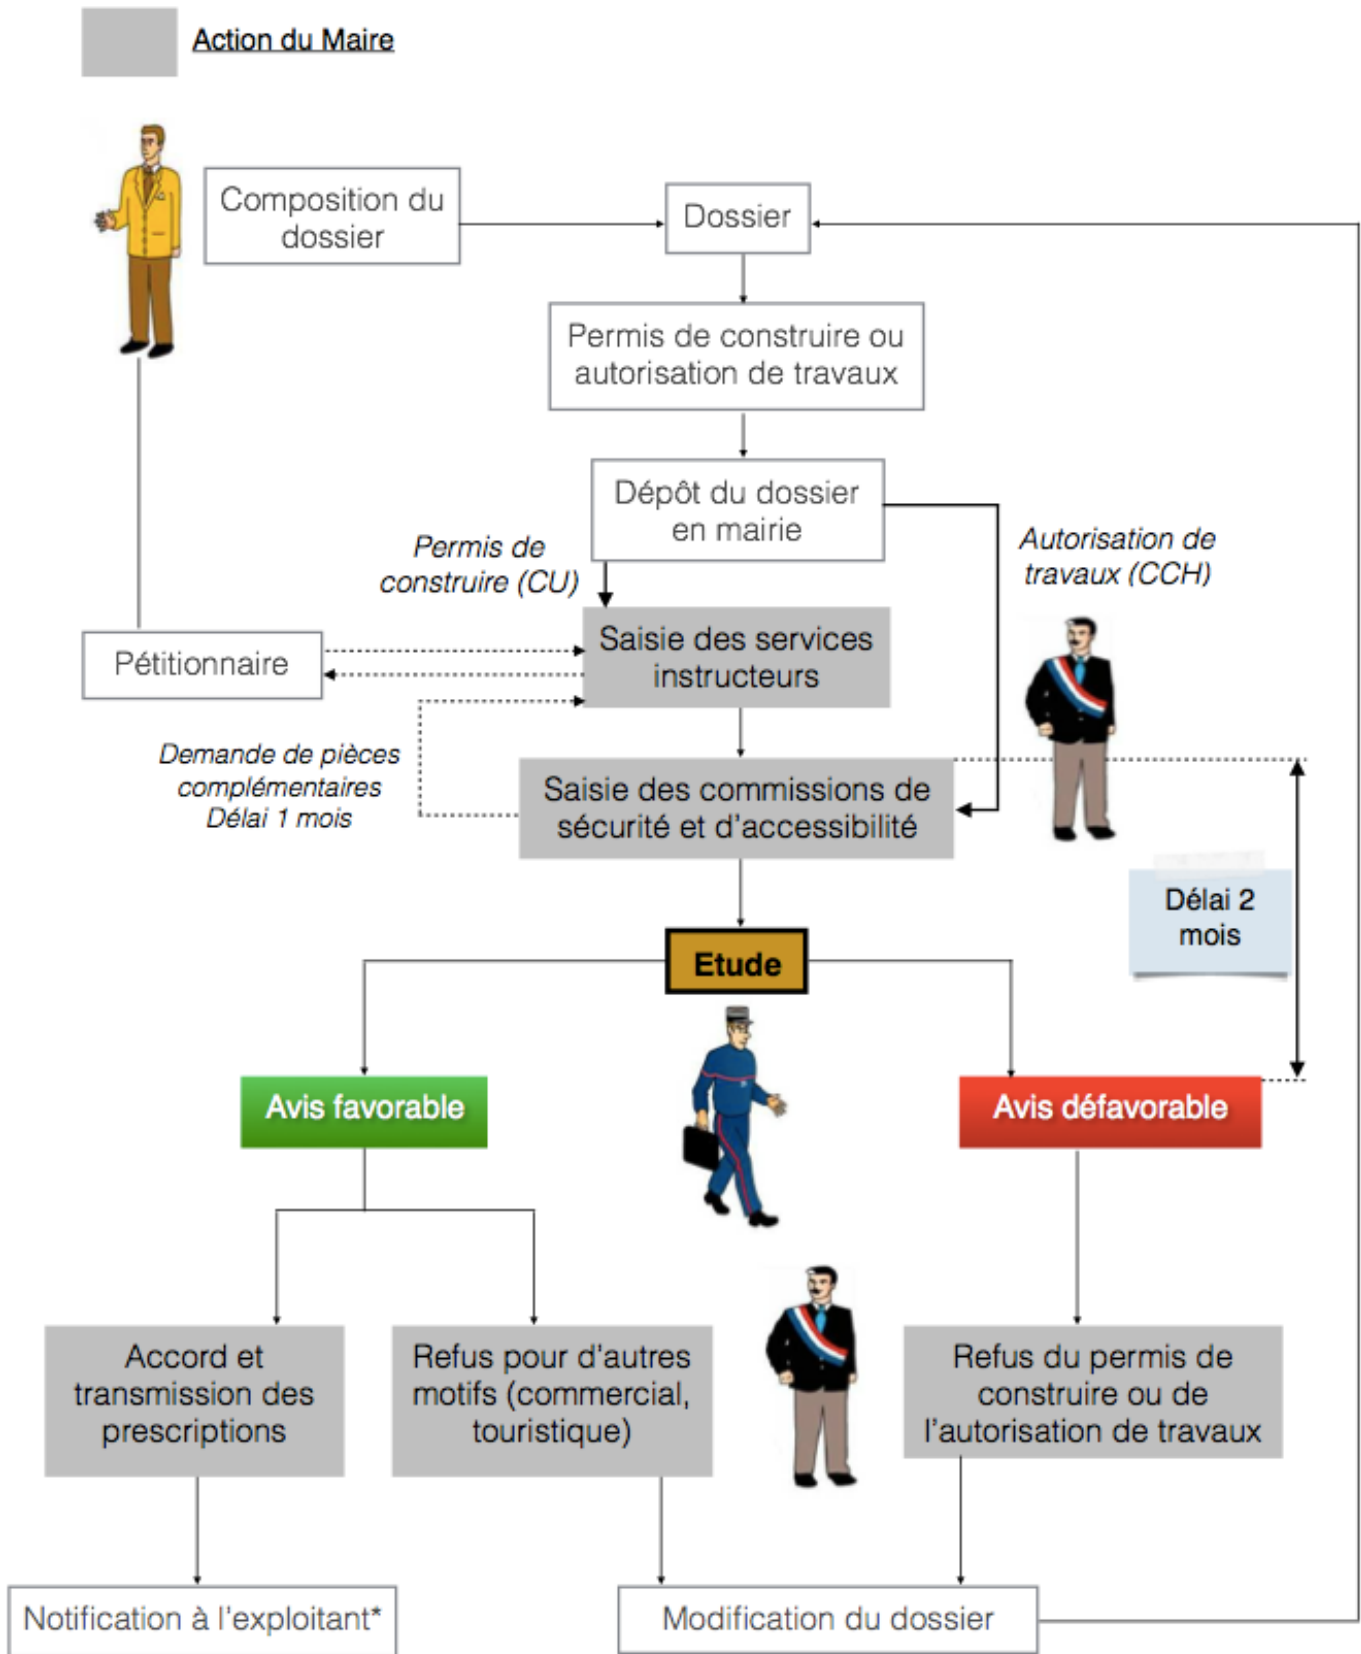 Action du Maire
Composition du
dossier
Dossier
Permis de construire ou
autorisation de travaux
Dépôt du dossier
en mairie
Permis de
construire (CU)
Autorisation de
travaux (CCH)
Saisie des services
instructeurs
Pétitionnaire
Demande de pièces
complémentaires
Délai 1 mois
Saisie des commissions de
sécurité et d'accessibilité
Délai 2
mois
Etude
Avis favorable
Avis défavorable
Accord et
transmission des
prescriptions
Refus pour d'autres
motifs (commercial,
touristique)
Refus du permis de
construire ou de
l'autorisation de travaux
Notification à l'exploitant*
Modification du dossier